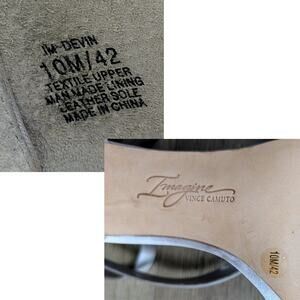 IM-DEVIN
10M/42
TEXTILE UPPER
MAN MADE LINING
LEATHER SOLE
MADE IN CHINA
Imagine
VINCE CAMUTO
10M/42